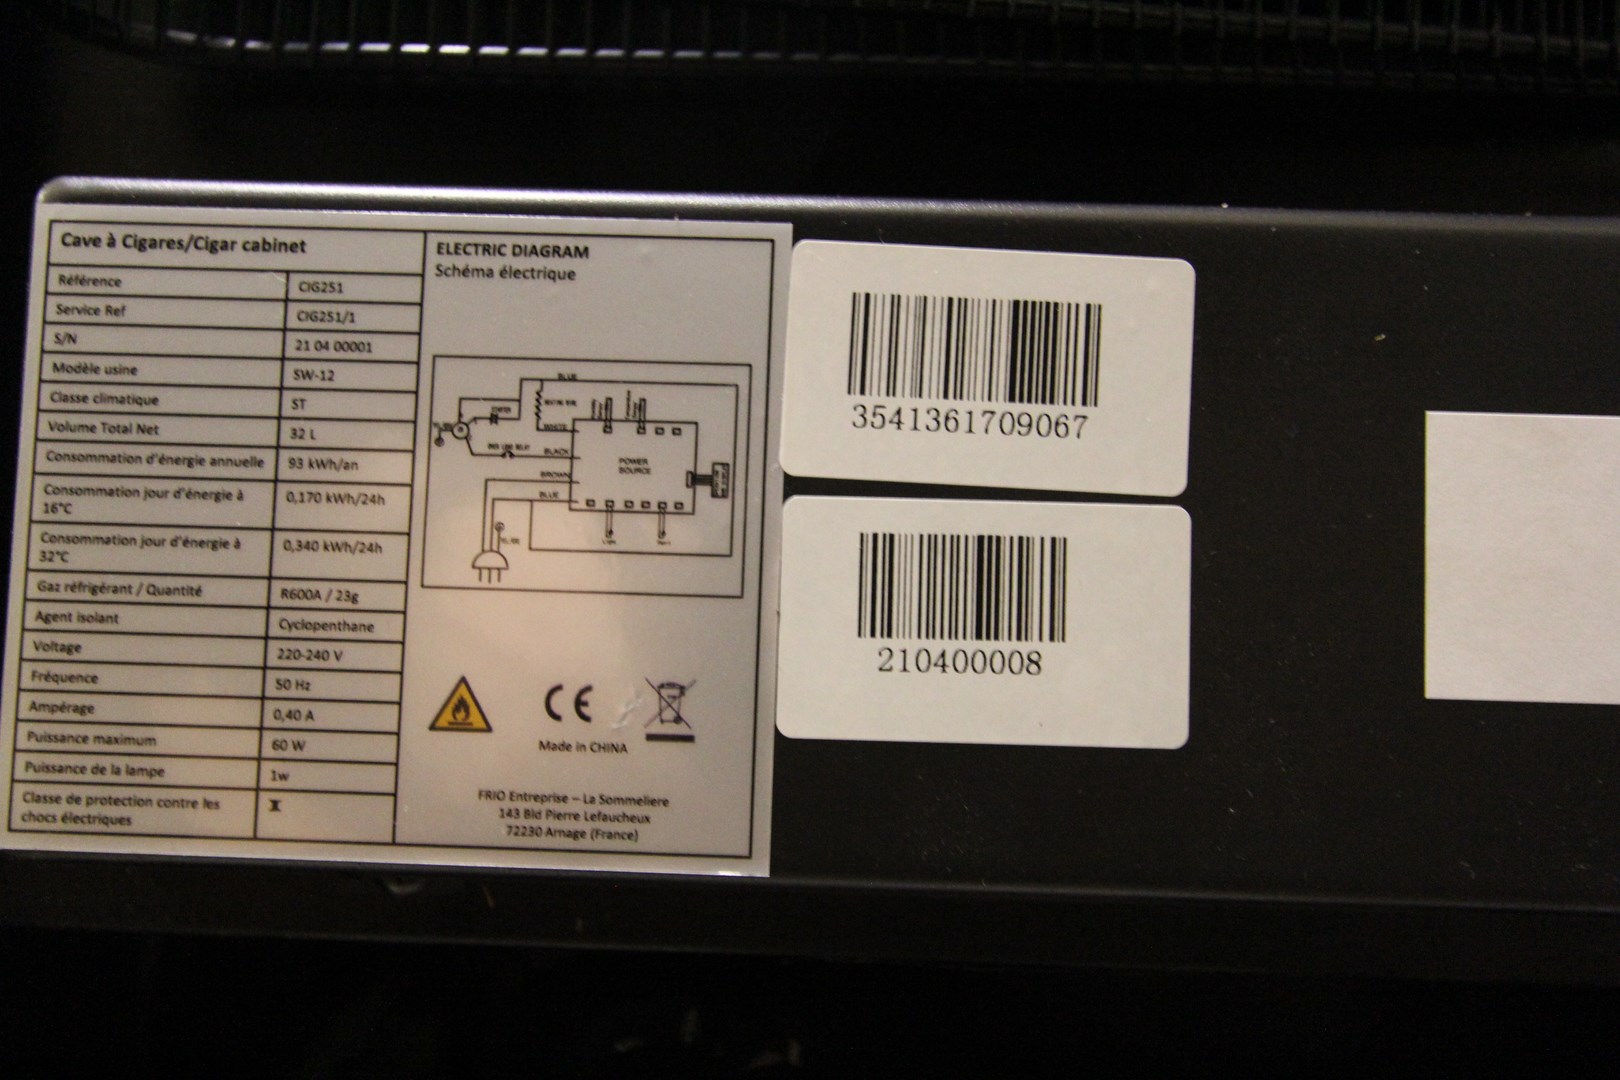 Cave à Cigares/Cigar cabinet
Référence CIG251
Service Ref CIG251/1
S/N 21 04 00001
Modèle usine SW-12
Classe climatique ST
Volume Total Net 32 L
Consommation d'énergie annuelle 93 kWh/an
Consommation jour d'énergie à
16°C 0,170 kWh/24h
Consommation jour d'énergie à
32°C 0,340 kWh/24h
Gaz réfrigérant / Quantité R600A / 23g
Agent isolant Cyclopenthane
Voltage 220-240 V
Fréquence 50 Hz
Ampérage 0,40 A
Puissance maximum 60 W
Puissance de la lampe 1w
Classe de protection contre les
chocs électriques I
ELECTRIC DIAGRAM
Schéma électrique
BLUE
WHITE
BLACK
BROWN
BLUE
POWER
SOURCE
CE
Made in CHINA
FRIO Entreprise – La Sommeliere
143 Bld Pierre Lefaucheux
72230 Arnage (France)
3541361709067
210400008